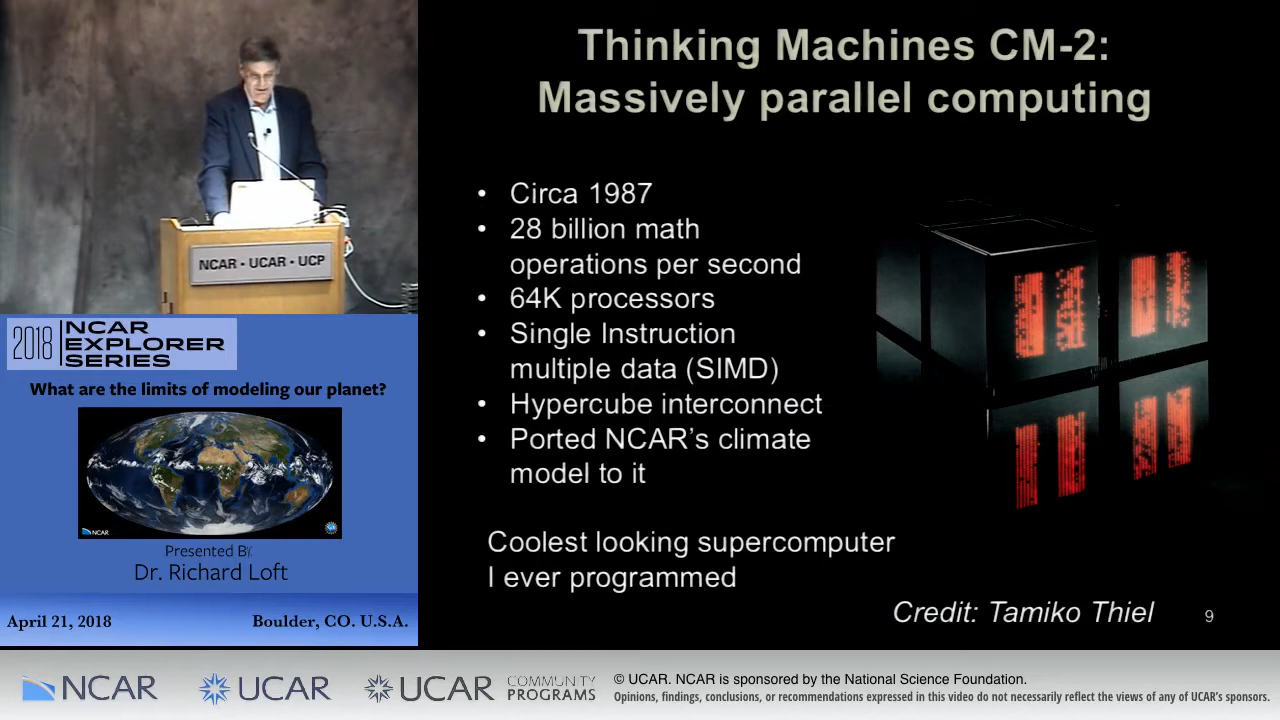 Thinking Machines CM-2:
Massively parallel computing
• Circa 1987
• 28 billion math
operations per second
• 64K processors
• Single Instruction
multiple data (SIMD)
• Hypercube interconnect
• Ported NCAR’s climate
model to it
Coolest looking supercomputer
I ever programmed
Credit: Tamiko Thiel
9
NCAR • UCAR • UCP
2018 NCAR
EXPLORER
SERIES
What are the limits of modeling our planet?
NCAR
Presented By:
Dr. Richard Loft
April 21, 2018
Boulder, CO. U.S.A.
NCAR
UCAR
UCAR
COMMUNITY
PROGRAMS
© UCAR. NCAR is sponsored by the National Science Foundation.
Opinions, findings, conclusions, or recommendations expressed in this video do not necessarily reflect the views of any of UCAR's sponsors.